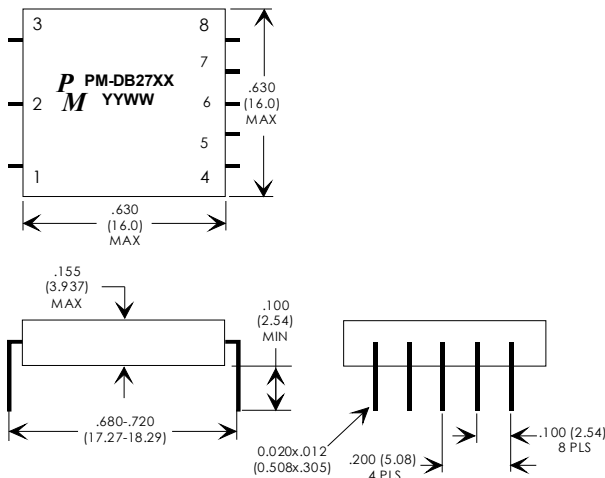 3
8
7
P
M
PM-DB27XX
YYWW
2
6
5
1
4
.630
(16.0)
MAX
.630
(16.0)
MAX
.155
(3.937)
MAX
.100
(2.54)
MIN
.680-.720
(17.27-18.29)
0.020x.012
(0.508x.305)
.200 (5.08)
4 PLS
.100 (2.54)
8 PLS